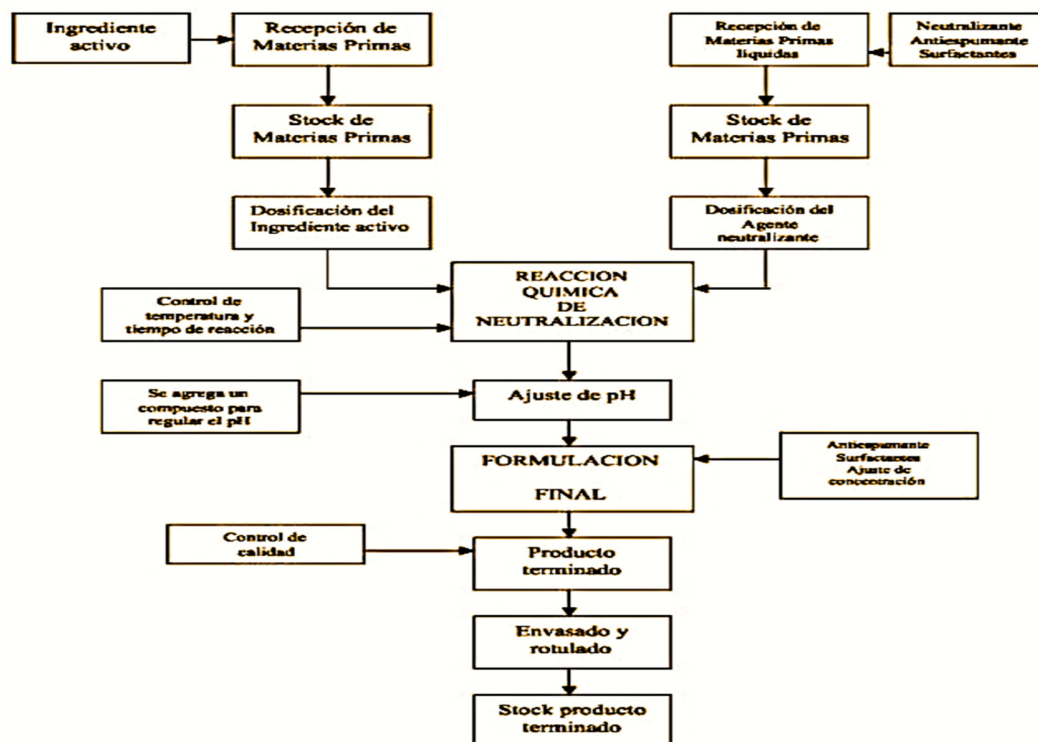 Ingrediente
activo
Recepción de
Materias Primas
Recepción de
Materias Primas
líquidas
Neutralizante
Antiespumante
Surfactantes
Stock de
Materias Primas
Stock de
Materias Primas
Dosificación del
Ingrediente activo
Dosificación del
Agente
neutralizante
REACCION
QUIMICA
DE
NEUTRALIZACION
Control de
temperatura y
tiempo de reacción
Se agrega un
compuesto para
regular el pH
Ajuste de pH
FORMULACION
FINAL
Antiespumante
Surfactantes
Ajuste de
concentración
Control de
calidad
Producto
terminado
Envasado y
rotulado
Stock producto
terminado